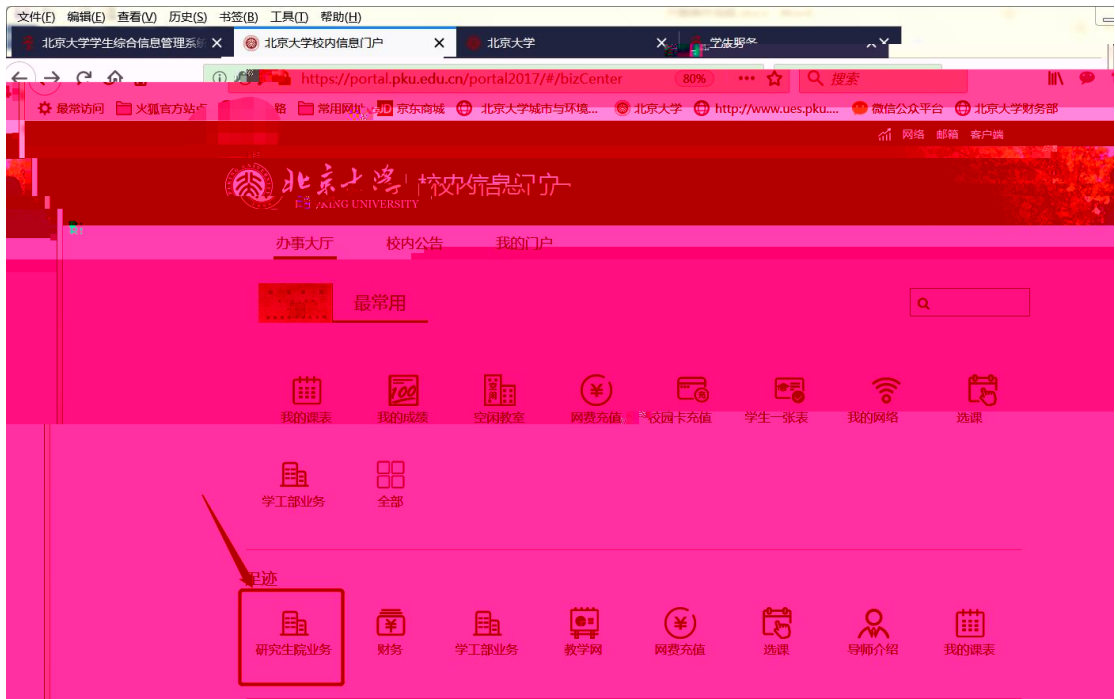 文件(F) 编辑(E) 查看(V) 历史(S) 书签(B) 工具(T) 帮助(H)
北京大学学生综合信息管理系统 北京大学校内信息门户 北京大学
https://portal.pku.edu.cn/portal2017/#/bizCenter 80% 搜索
最常访问 火狐官方站点 常用网址 京东商城 北京大学城市与环境... 北京大学 http://www.ues.pku.... 微信公众平台 北京大学财务部
网络 邮箱 客户端
北京大学 校内信息门户
UNIVERSITY
办事大厅 校内公告 我的门户
最常用
我的课表 我的成绩 空闲教室 网费充值 校园卡充值 学生一张表 我的网络 选课
学工部业务 全部
足迹
研究生院业务 财务 学工部业务 教学网 网费充值 选课 导师介绍 我的课表